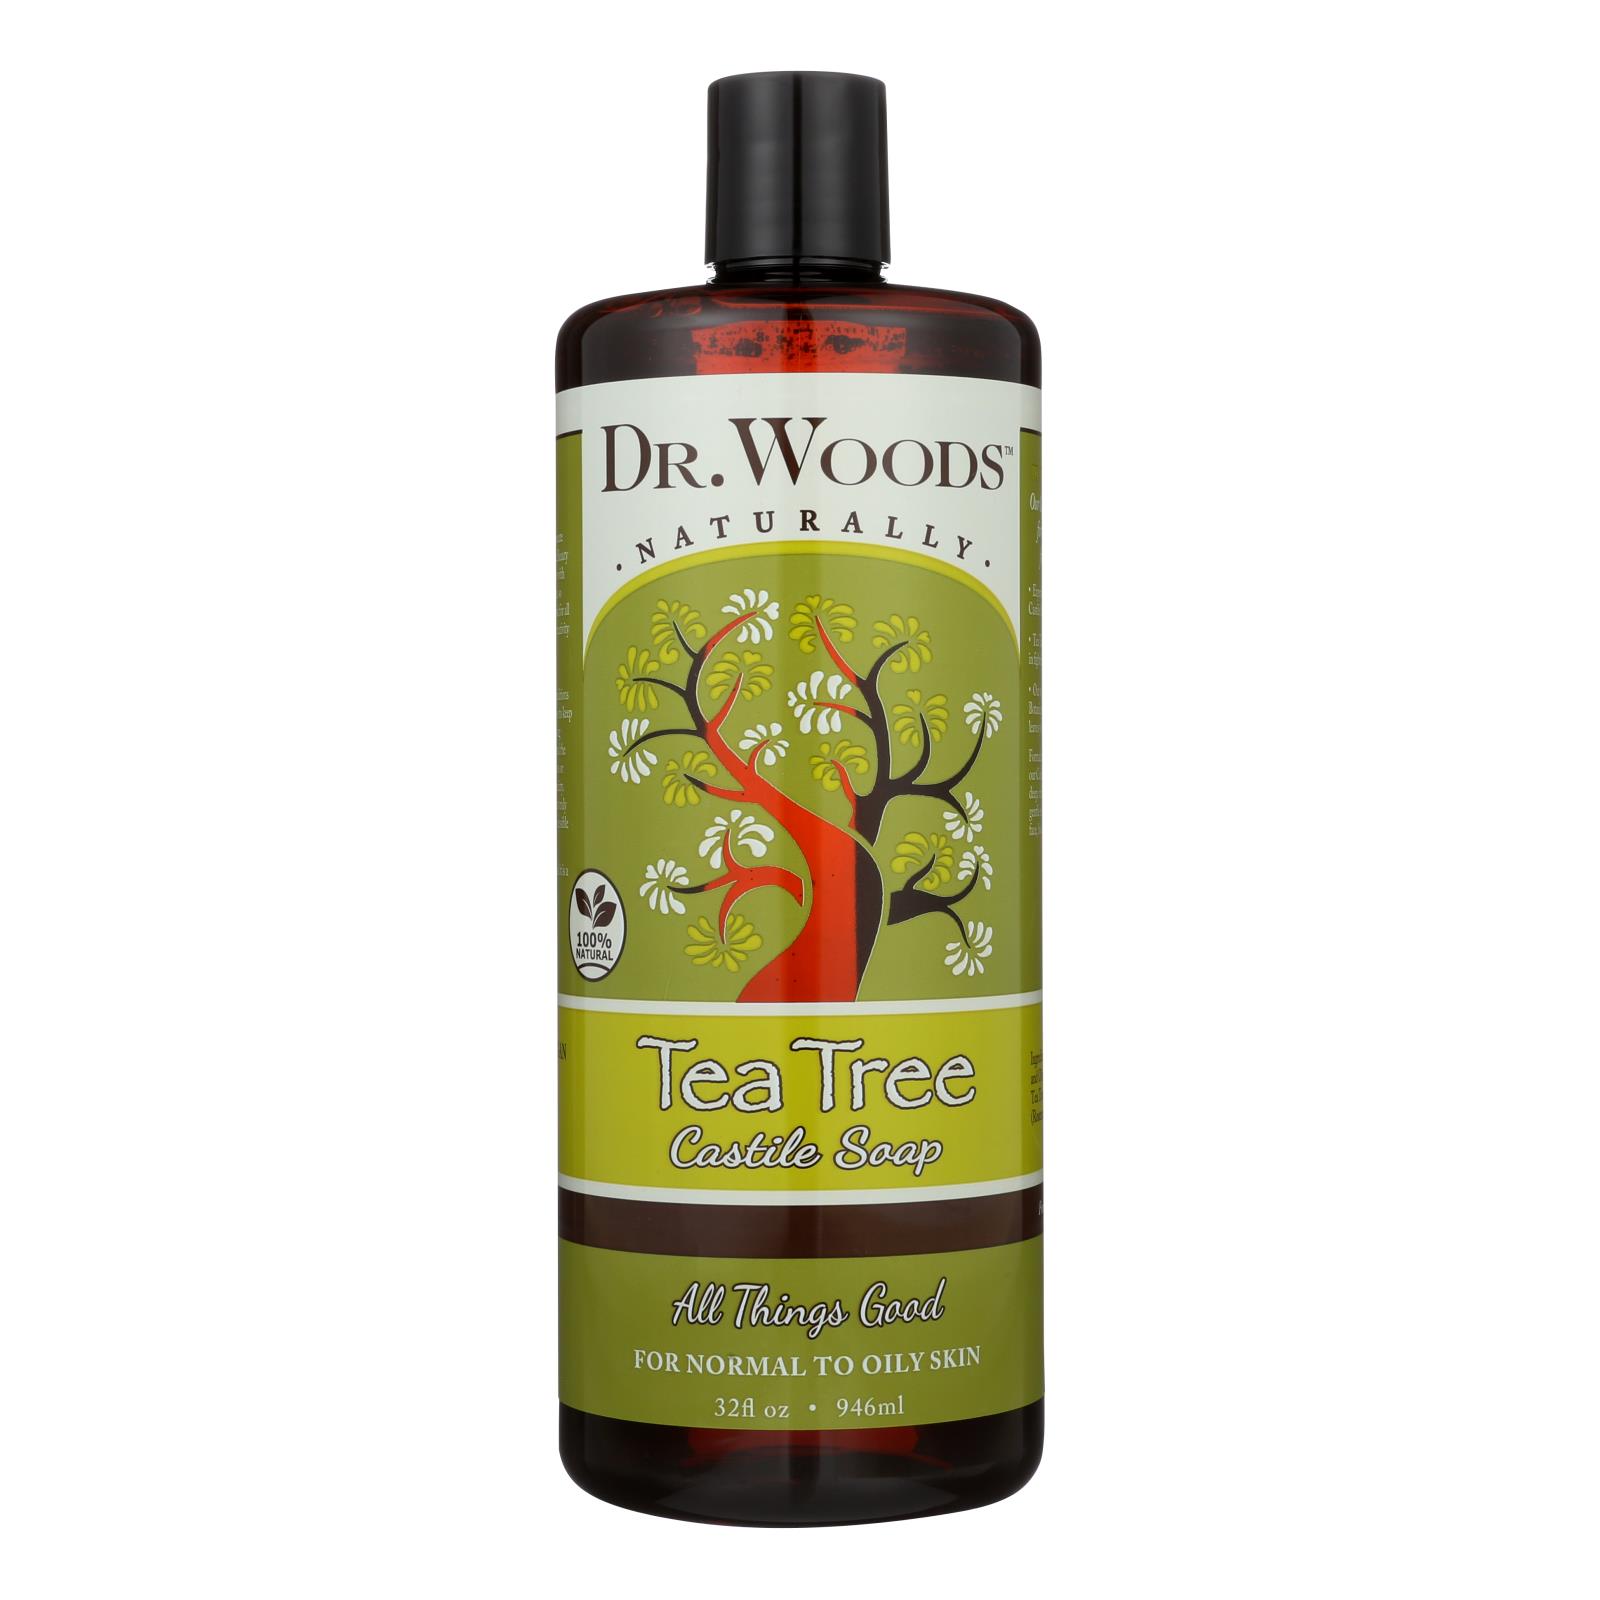 DR. WOODS™
• NATURALLY •
100%
NATURAL
Tea Tree
Castile Soap
All Things Good
FOR NORMAL TO OILY SKIN
32fl oz • 946ml